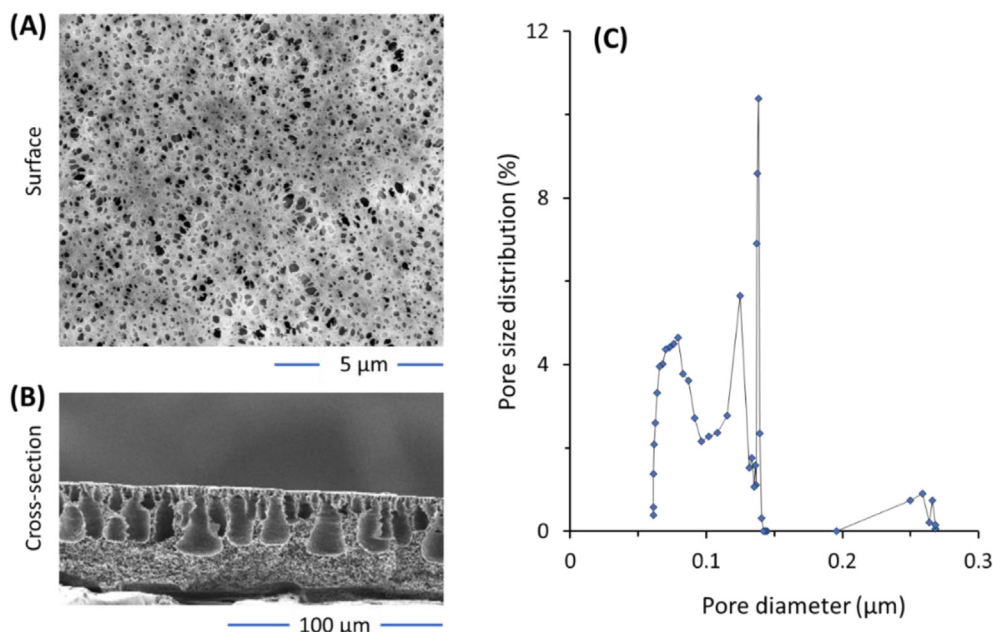 (A)
Surface
5 μm
(B)
Cross-section
100 μm
(C)
12
8
4
0
Pore size distribution (%)
0
0.1
0.2
0.3
Pore diameter (μm)